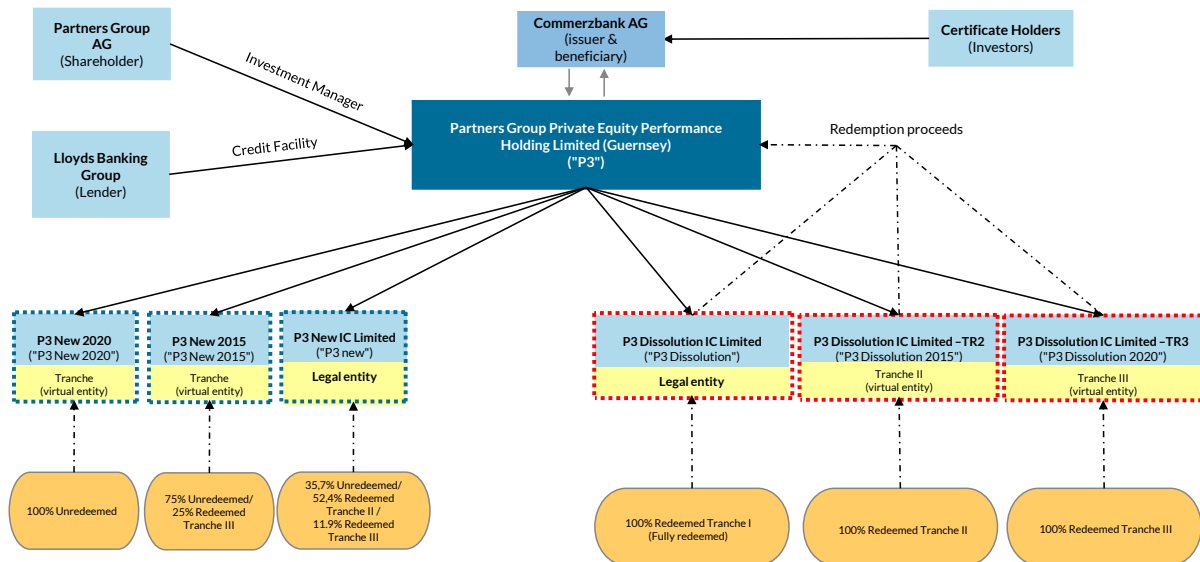 Partners Group
AG
(Shareholder)
Commerzbank AG
(issuer &
beneficiary)
Certificate Holders
(Investors)
Investment Manager
Partners Group Private Equity Performance
Holding Limited (Guernsey)
("P3")
Redemption proceeds
Credit Facility
Lloyds Banking
Group
(Lender)
P3 New 2020
("P3 New 2020")
Tranche
(virtual entity)
P3 New 2015
("P3 New 2015")
Tranche
(virtual entity)
P3 New IC Limited
("P3 new")
Legal entity
P3 Dissolution IC Limited
("P3 Dissolution")
Legal entity
P3 Dissolution IC Limited –TR2
("P3 Dissolution 2015")
Tranche II
(virtual entity)
P3 Dissolution IC Limited –TR3
("P3 Dissolution 2020")
Tranche III
(virtual entity)
100% Unredeemed
75% Unredeemed/
25% Redeemed
Tranche III
35,7% Unredeemed/
52,4% Redeemed
Tranche II /
11.9% Redeemed
Tranche III
100% Redeemed Tranche I
(Fully redeemed)
100% Redeemed Tranche II
100% Redeemed Tranche III